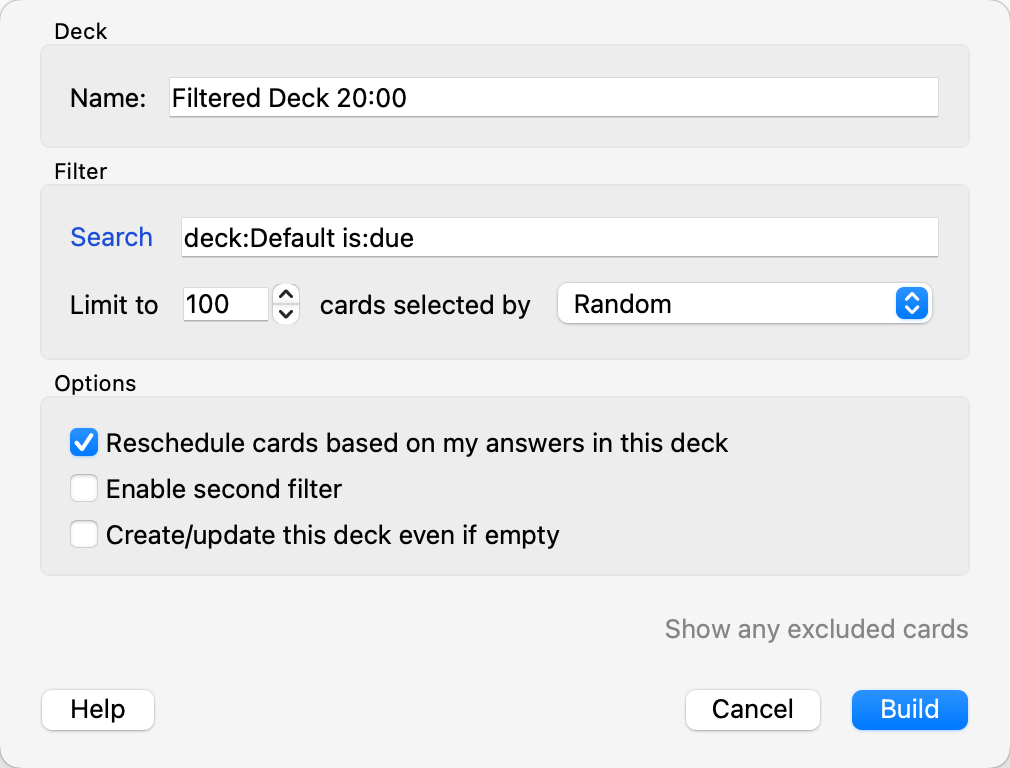 Deck
Name: Filtered Deck 20:00
Filter
Search deck:Default is:due
Limit to 100 cards selected by Random
Options
Reschedule cards based on my answers in this deck
Enable second filter
Create/update this deck even if empty
Show any excluded cards
Help Cancel Build